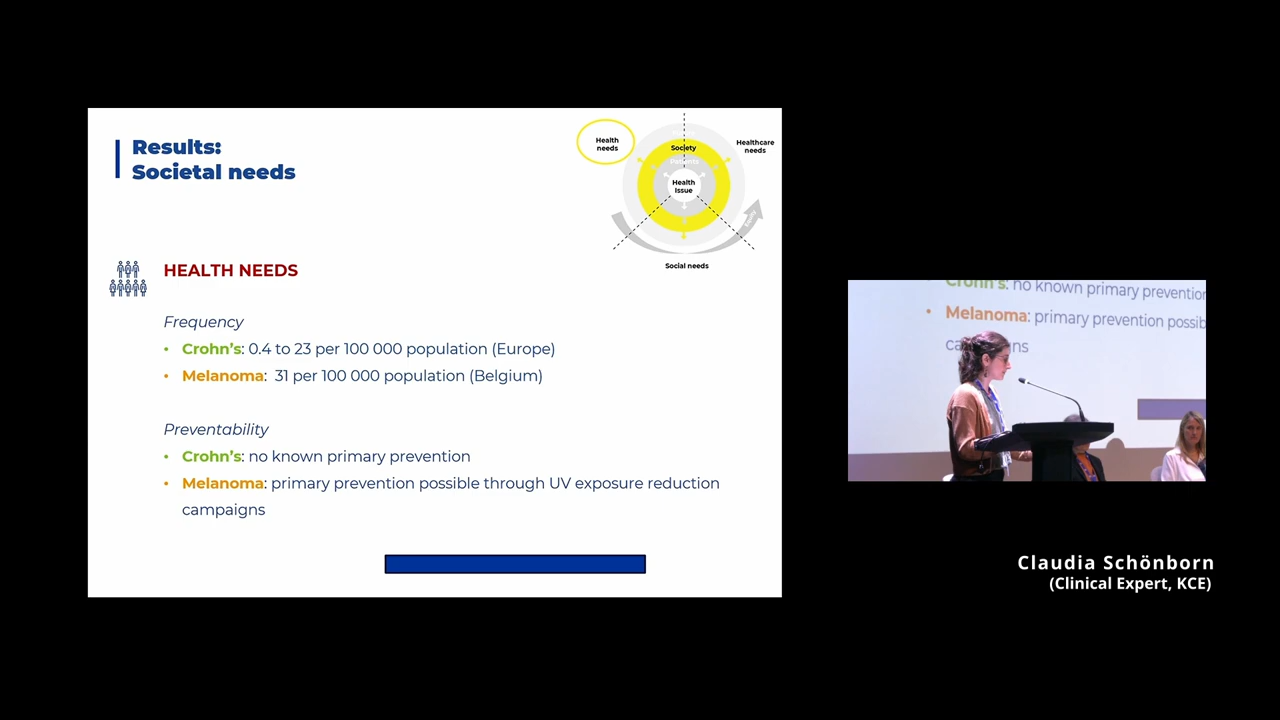 Results:
Societal needs
Health
needs
Healthcare
needs
Society
Patients
Health
Issue
Equity
Social needs
HEALTH NEEDS
Frequency
• Crohn's: 0.4 to 23 per 100 000 population (Europe)
• Melanoma:  31 per 100 000 population (Belgium)
Preventability
• Crohn's: no known primary prevention
• Melanoma: primary prevention possible through UV exposure reduction
campaigns
Crohn's: no known primary prevention
• Melanoma: primary prevention possib
Claudia Schönborn
(Clinical Expert, KCE)